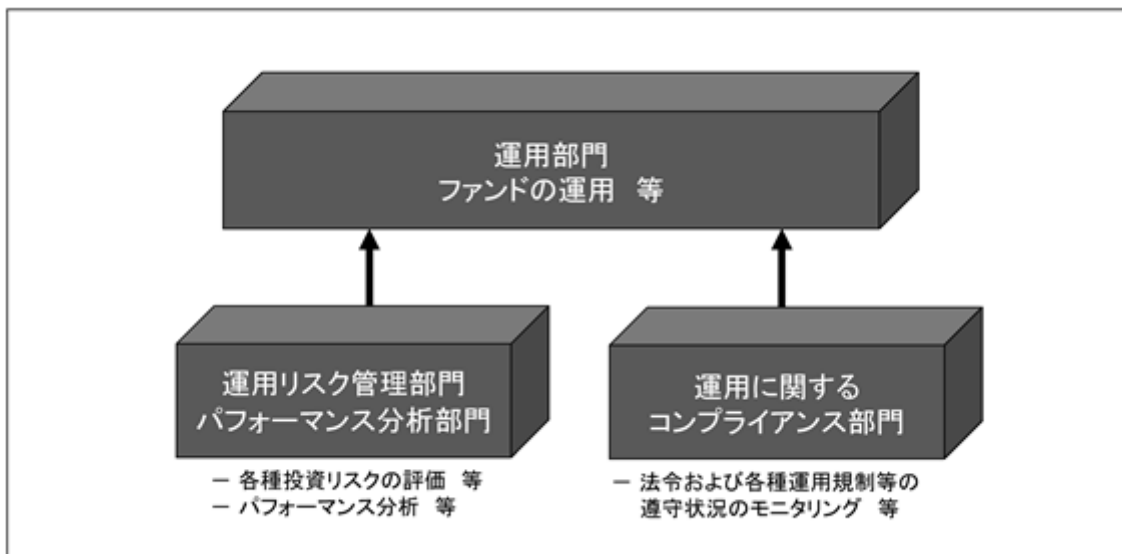 運用部門
ファンドの運用 等
運用リスク管理部門
パフォーマンス分析部門
－ 各種投資リスクの評価 等
－ パフォーマンス分析 等
運用に関する
コンプライアンス部門
－ 法令および各種運用規制等の
遵守状況のモニタリング 等